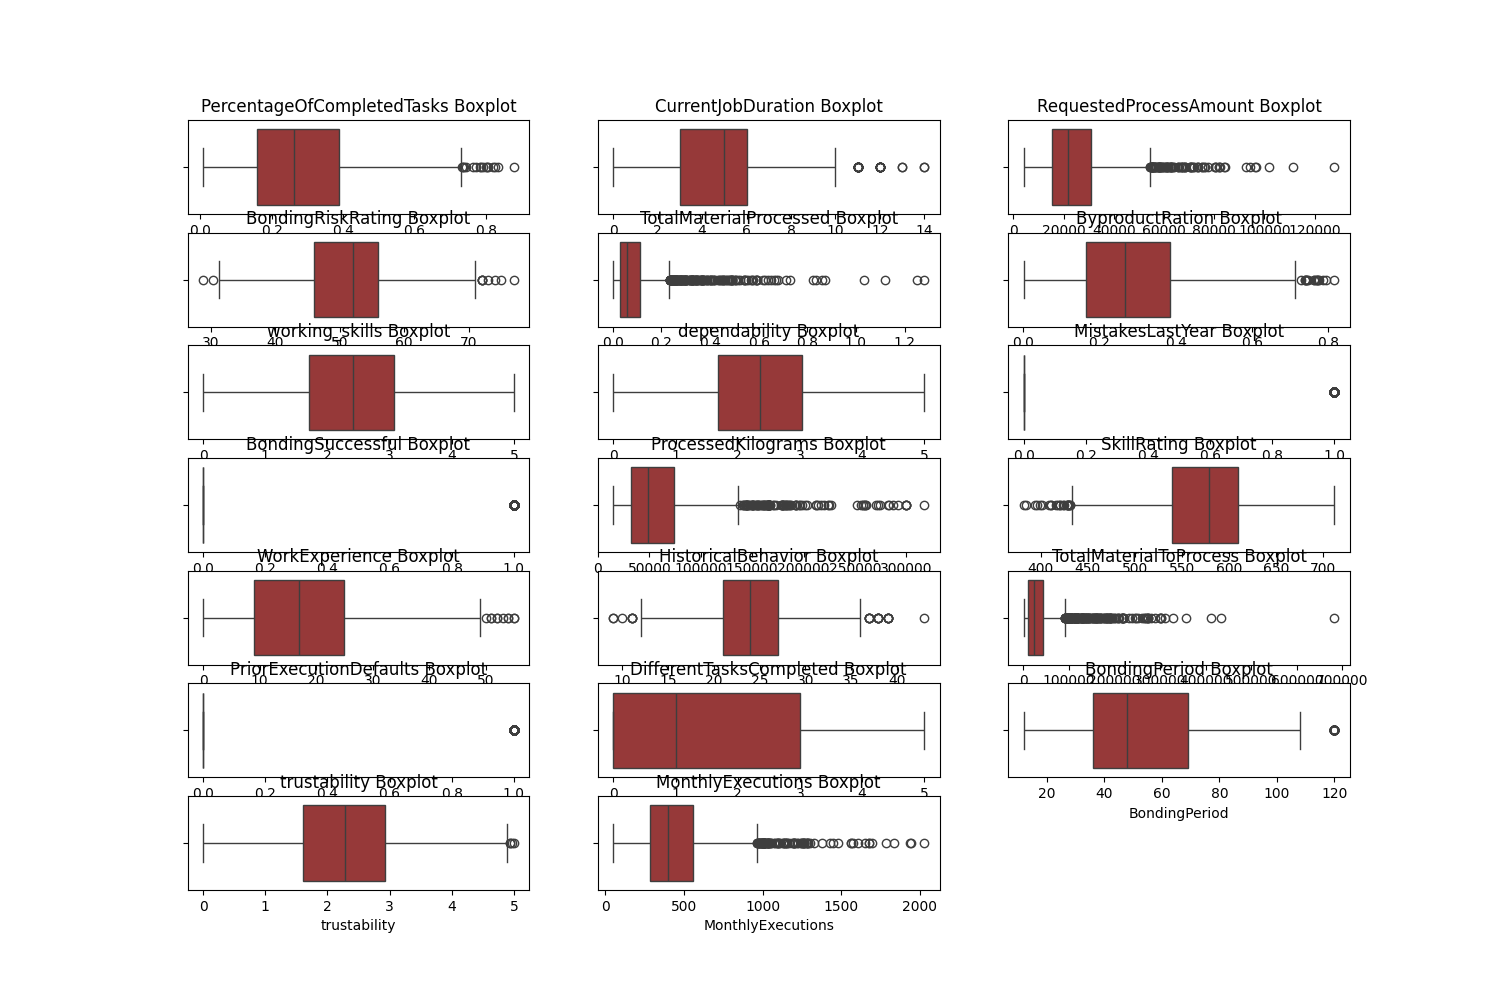 PercentageOfCompletedTasks Boxplot CurrentJobDuration Boxplot RequestedProcessAmount Boxplot
0.0 0.2 0.4 0.6 0.8 0 2 4 6 8 10 12 14 0 20000 40000 60000 80000 100000 120000
BondingRiskRating Boxplot TotalMaterialProcessed Boxplot ByproductRation Boxplot
30 40 50 60 70 0.0 0.2 0.4 0.6 0.8 1.0 1.2 0.0 0.2 0.4 0.6 0.8
working_skills Boxplot dependability Boxplot MistakesLastYear Boxplot
0 1 2 3 4 5 0 1 2 3 4 5 0.0 0.2 0.4 0.6 0.8 1.0
BondingSuccessful Boxplot ProcessedKilograms Boxplot SkillRating Boxplot
0.0 0.2 0.4 0.6 0.8 1.0 0 50000 100000 150000 200000 250000 300000 400 450 500 550 600 650 700
WorkExperience Boxplot HistoricalBehavior Boxplot TotalMaterialToProcess Boxplot
0 10 20 30 40 50 10 15 20 25 30 35 40 0 100000 200000 300000 400000 500000 600000 700000
PriorExecutionDefaults Boxplot DifferentTasksCompleted Boxplot BondingPeriod Boxplot
0.0 0.2 0.4 0.6 0.8 1.0 0 1 2 3 4 5 20 40 60 80 100 120
BondingPeriod
trustability Boxplot MonthlyExecutions Boxplot
0 1 2 3 4 5 0 500 1000 1500 2000
trustability MonthlyExecutions